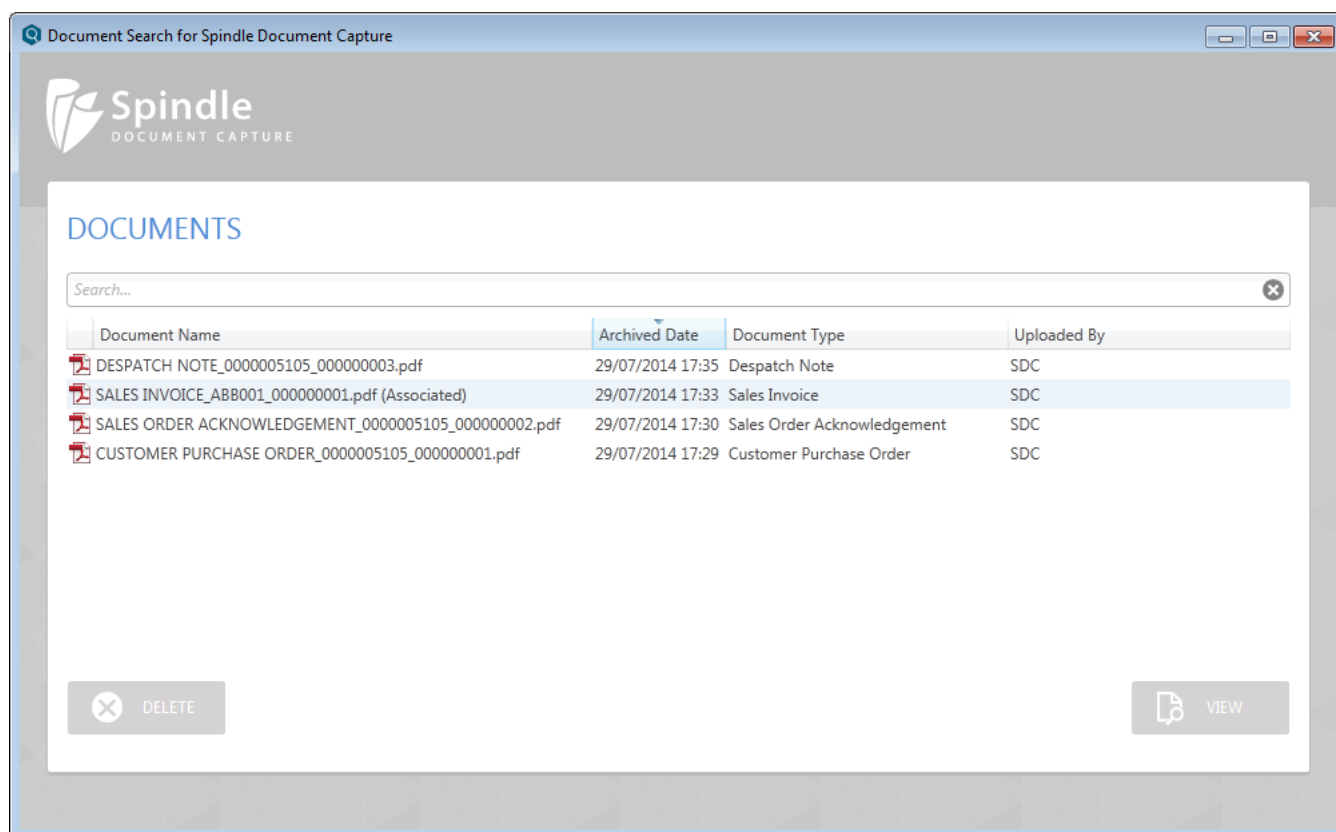 Document Search for Spindle Document Capture
Spindle
DOCUMENT CAPTURE
DOCUMENTS
Search...
Document Name Archived Date Document Type Uploaded By
DESPATCH NOTE_0000005105_000000003.pdf 29/07/2014 17:35 Despatch Note SDC
SALES INVOICE_ABB001_000000001.pdf (Associated) 29/07/2014 17:33 Sales Invoice SDC
SALES ORDER ACKNOWLEDGEMENT_0000005105_000000002.pdf 29/07/2014 17:30 Sales Order Acknowledgement SDC
CUSTOMER PURCHASE ORDER_0000005105_000000001.pdf 29/07/2014 17:29 Customer Purchase Order SDC
DELETE VIEW